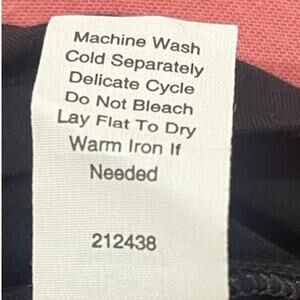 Machine Wash
Cold Separately
Delicate Cycle
Do Not Bleach
Lay Flat To Dry
Warm Iron If
Needed
212438